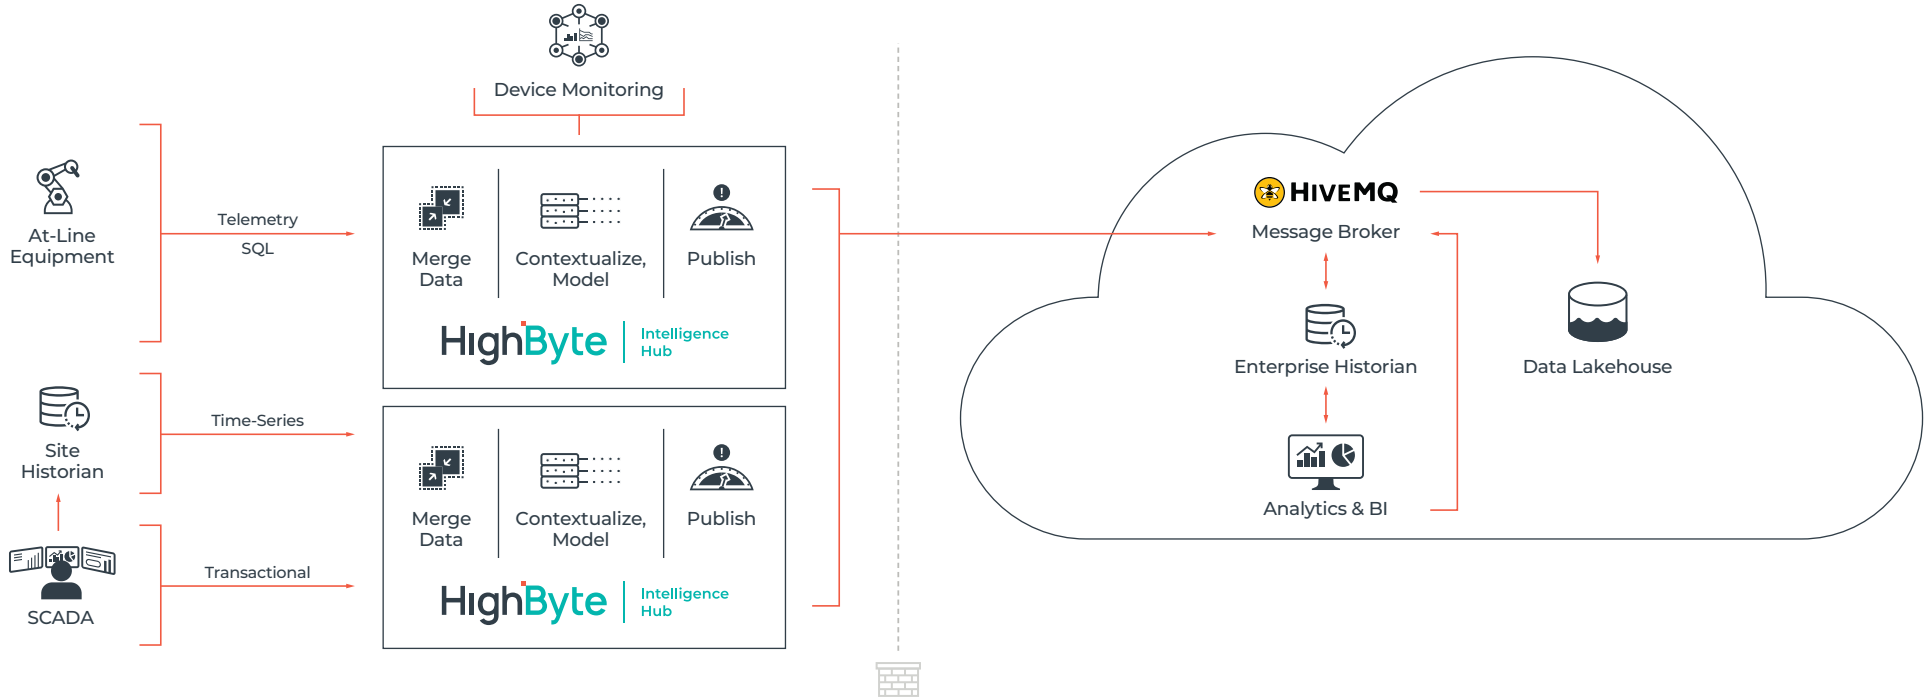 Device Monitoring
At-Line
Equipment
Telemetry
SQL
Merge
Data
Contextualize,
Model
Publish
HighByte
Intelligence
Hub
Site
Historian
Time-Series
SCADA
Transactional
Merge
Data
Contextualize,
Model
Publish
HighByte
Intelligence
Hub
HIVEMQ
Message Broker
Enterprise Historian
Data Lakehouse
Analytics & BI